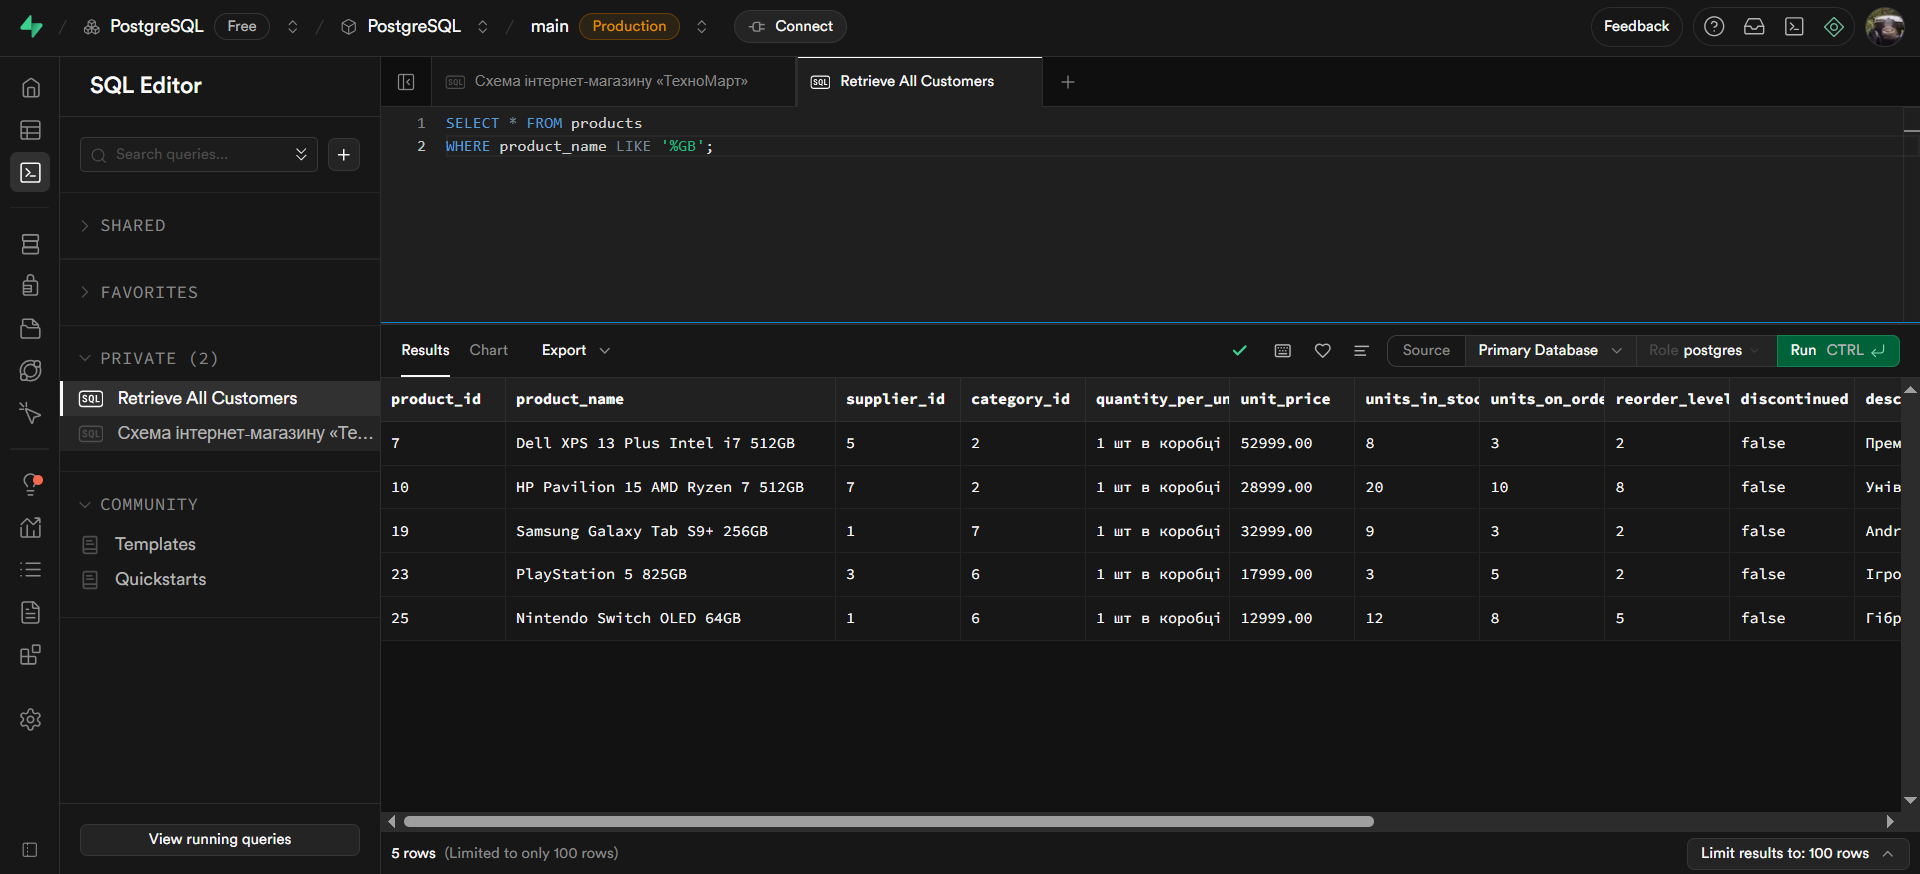 PostgreSQL Free PostgreSQL main Production Connect Feedback
SQL Editor
Search queries...
SHARED
FAVORITES
PRIVATE (2)
SQL Retrieve All Customers
SQL Схема інтернет-магазину «Те...
COMMUNITY
Templates
Quickstarts
View running queries
SQL Схема інтернет-магазину «ТехноМарт» SQL Retrieve All Customers
1 SELECT * FROM products
2 WHERE product_name LIKE '%GB';
Results Chart Export Source Primary Database Role postgres Run CTRL
product_id product_name supplier_id category_id quantity_per_un unit_price units_in_stoc units_on_orde reorder_level discontinued desc
7 Dell XPS 13 Plus Intel i7 512GB 5 2 1 шт в коробці 52999.00 8 3 2 false Прем
10 HP Pavilion 15 AMD Ryzen 7 512GB 7 2 1 шт в коробці 28999.00 20 10 8 false Унів
19 Samsung Galaxy Tab S9+ 256GB 1 7 1 шт в коробці 32999.00 9 3 2 false Andr
23 PlayStation 5 825GB 3 6 1 шт в коробці 17999.00 3 5 2 false Ігро
25 Nintendo Switch OLED 64GB 1 6 1 шт в коробці 12999.00 12 8 5 false Гібр
5 rows (Limited to only 100 rows) Limit results to: 100 rows